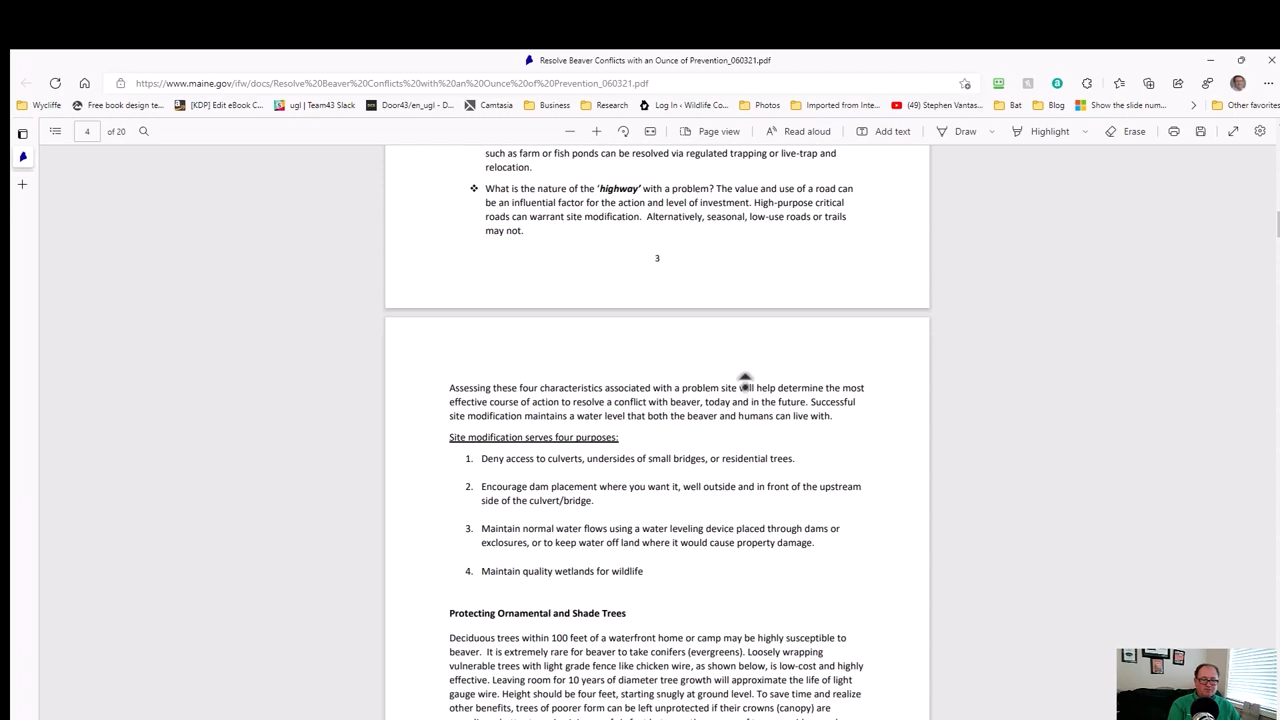 Resolve Beaver Conflicts with an Ounce of Prevention_060321.pdf
https://www.maine.gov/ifw/docs/Resolve%20Beaver%20Conflicts%20with%20an%20Ounce%20of%20Prevention_060321.pdf
Wycliffe
Free book design te...
[KDP] Edit eBook C...
ugl | Team43 Slack
Door43/en_ugl - D...
Camtasia
Business
Research
Log In ‹ Wildlife Co...
Photos
Imported from Inte...
(49) Stephen Vantas...
Bat
Blog
Show the slide num...
Other favorites
4 of 20
Page view
Read aloud
Add text
Draw
Highlight
Erase
such as farm or fish ponds can be resolved via regulated trapping or live-trap and
relocation.
❖ What is the nature of the ‘highway’ with a problem? The value and use of a road can
be an influential factor for the action and level of investment. High-purpose critical
roads can warrant site modification. Alternatively, seasonal, low-use roads or trails
may not.
3
Assessing these four characteristics associated with a problem site will help determine the most
effective course of action to resolve a conflict with beaver, today and in the future. Successful
site modification maintains a water level that both the beaver and humans can live with.
Site modification serves four purposes:
1. Deny access to culverts, undersides of small bridges, or residential trees.
2. Encourage dam placement where you want it, well outside and in front of the upstream
side of the culvert/bridge.
3. Maintain normal water flows using a water leveling device placed through dams or
exclosures, or to keep water off land where it would cause property damage.
4. Maintain quality wetlands for wildlife
Protecting Ornamental and Shade Trees
Deciduous trees within 100 feet of a waterfront home or camp may be highly susceptible to
beaver. It is extremely rare for beaver to take conifers (evergreens). Loosely wrapping
vulnerable trees with light grade fence like chicken wire, as shown below, is low-cost and highly
effective. Leaving room for 10 years of diameter tree growth will approximate the life of light
gauge wire. Height should be four feet, starting snugly at ground level. To save time and realize
other benefits, trees of poorer form can be left unprotected if their crowns (canopy) are